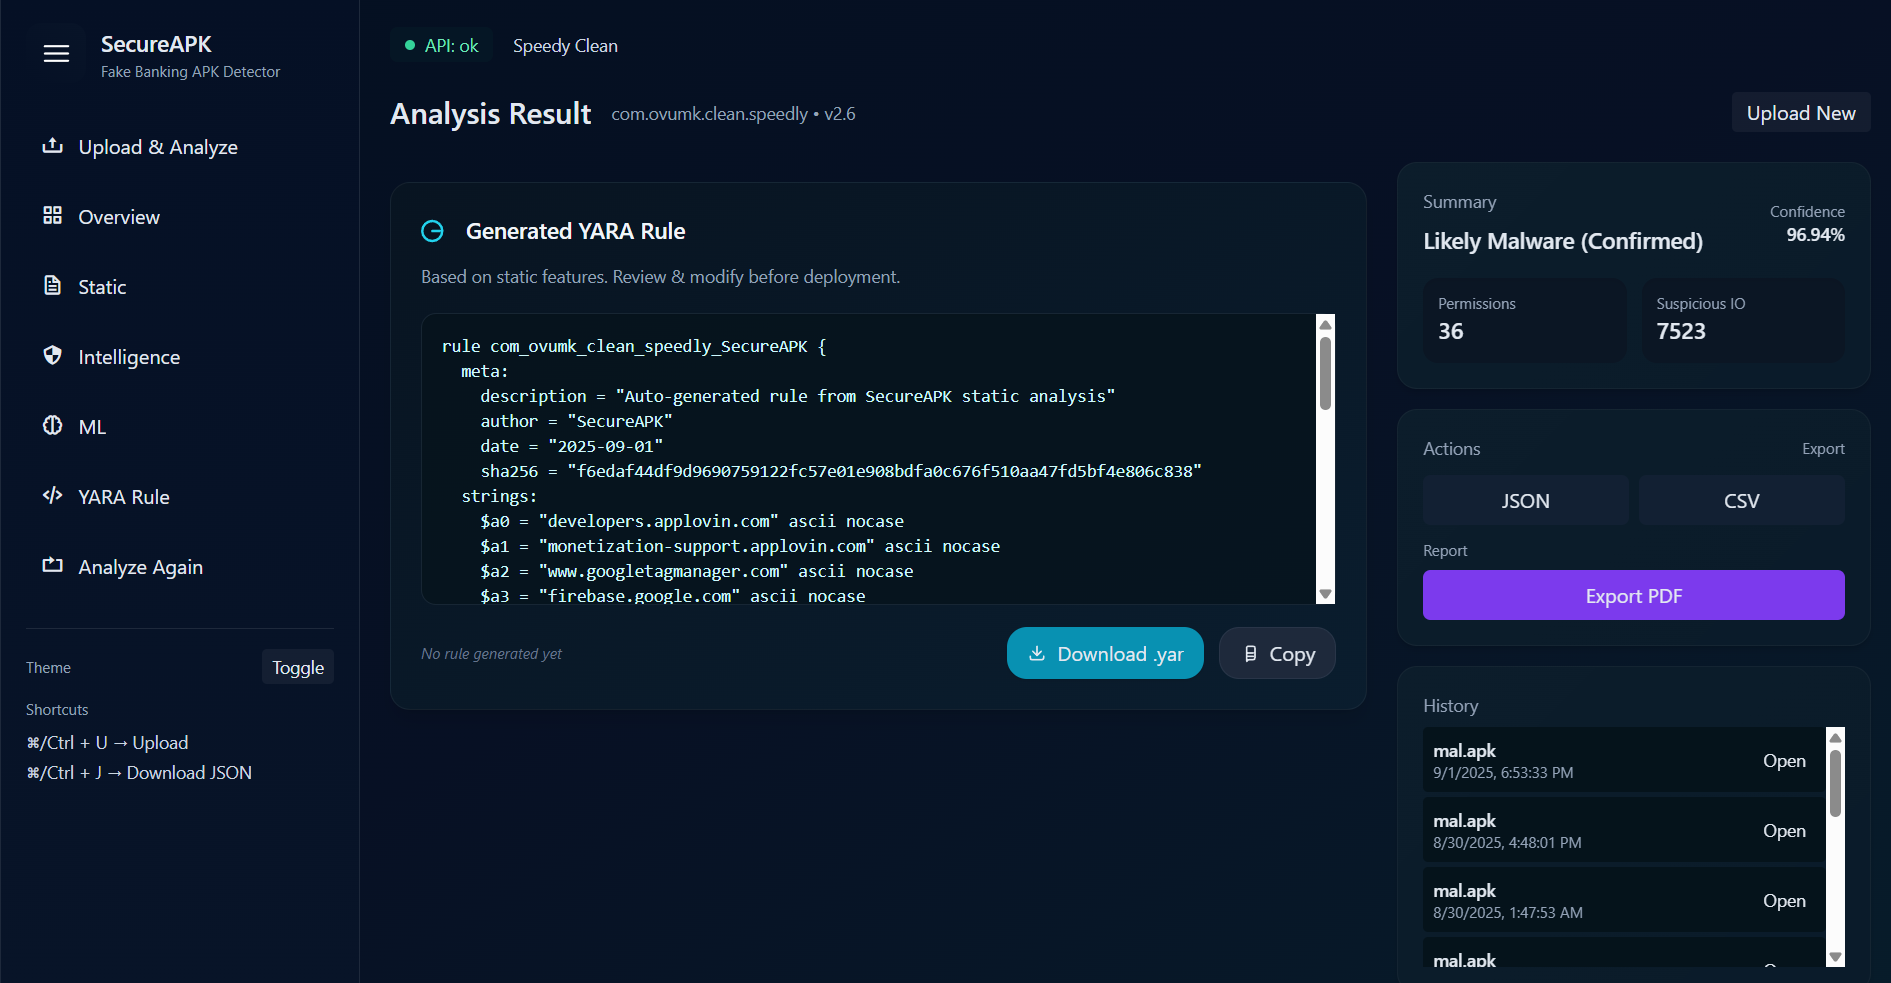 SecureAPK
Fake Banking APK Detector
Upload & Analyze
Overview
Static
Intelligence
ML
YARA Rule
Analyze Again
Theme
Toggle
Shortcuts
⌘/Ctrl + U → Upload
⌘/Ctrl + J → Download JSON
API: ok
Speedy Clean
Analysis Result
com.ovumk.clean.speedly • v2.6
Upload New
Generated YARA Rule
Based on static features. Review & modify before deployment.
rule com_ovumk_clean_speedly_SecureAPK {
meta:
description = "Auto-generated rule from SecureAPK static analysis"
author = "SecureAPK"
date = "2025-09-01"
sha256 = "f6edaf44df9d9690759122fc57e01e908bdfa0c676f510aa47fd5bf4e806c838"
strings:
$a0 = "developers.applovin.com" ascii nocase
$a1 = "monetization-support.applovin.com" ascii nocase
$a2 = "www.googletagmanager.com" ascii nocase
$a3 = "firebase.google.com" ascii nocase
No rule generated yet
Download .yar
Copy
Summary
Likely Malware (Confirmed)
Confidence
96.94%
Permissions
36
Suspicious IO
7523
Actions
Export
JSON
CSV
Report
Export PDF
History
mal.apk
9/1/2025, 6:53:33 PM
Open
mal.apk
8/30/2025, 4:48:01 PM
Open
mal.apk
8/30/2025, 1:47:53 AM
Open
mal.apk